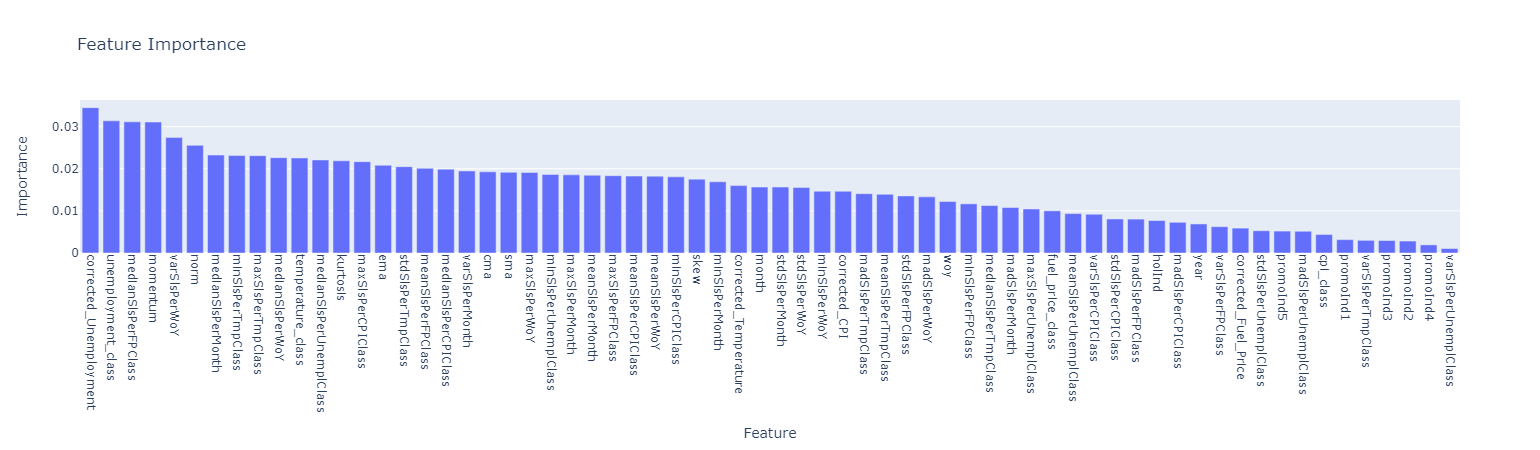 Feature Importance
Importance
0.03
0.02
0.01
0
corrected_Unemployment
unemployment_class
medianSlsPerFPClass
momentum
varSlsPerWoY
norm
medianSlsPerMonth
minSlsPerTmpClass
maxSlsPerTmpClass
medianSlsPerWoY
temperature_class
medianSlsPerUnemplClass
kurtosis
maxSlsPerCPIClass
ema
stdSlsPerTmpClass
meanSlsPerFPClass
medianSlsPerCPIClass
varSlsPerMonth
cma
sma
maxSlsPerWoY
minSlsPerUnemplClass
maxSlsPerMonth
meanSlsPerMonth
maxSlsPerFPClass
meanSlsPerCPIClass
meanSlsPerWoY
minSlsPerCPIClass
skew
minSlsPerMonth
corrected_Temperature
month
stdSlsPerMonth
stdSlsPerWoY
minSlsPerWoY
corrected_CPI
madSlsPerTmpClass
meanSlsPerTmpClass
stdSlsPerFPClass
madSlsPerWoY
woy
minSlsPerFPClass
medianSlsPerTmpClass
madSlsPerMonth
maxSlsPerUnemplClass
fuel_price_class
meanSlsPerUnemplClass
varSlsPerCPIClass
stdSlsPerCPIClass
madSlsPerFPClass
holInd
madSlsPerCPIClass
year
varSlsPerFPClass
corrected_Fuel_Price
stdSlsPerUnemplClass
promoInd5
madSlsPerUnemplClass
cpi_class
promoInd1
varSlsPerTmpClass
promoInd3
promoInd2
promoInd4
varSlsPerUnemplClass
Feature